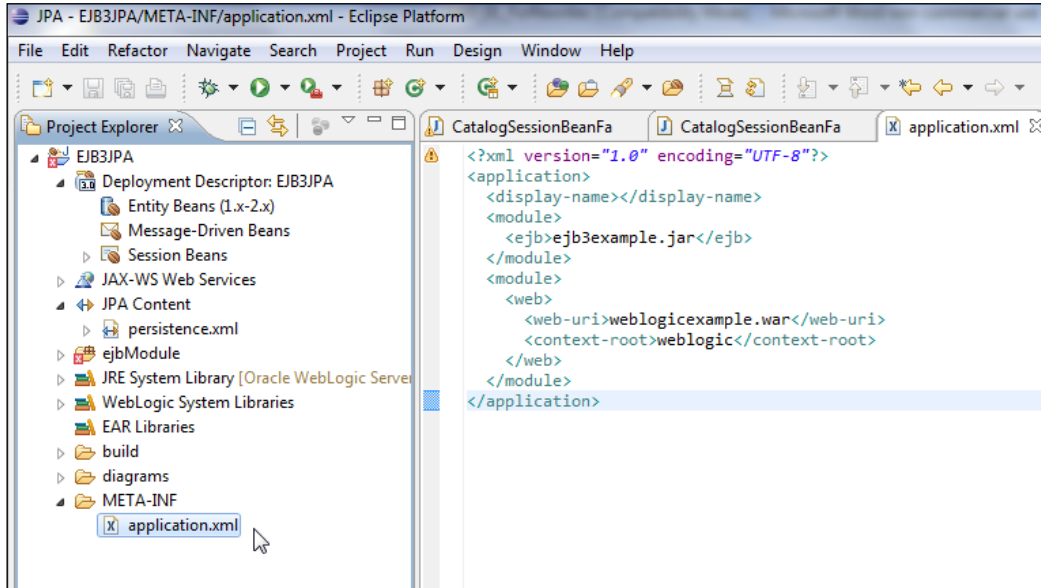 JPA - EJB3JPA/META-INF/application.xml - Eclipse Platform
File Edit Refactor Navigate Search Project Run Design Window Help
Project Explorer
CatalogSessionBeanFa
CatalogSessionBeanFa
application.xml
EJB3JPA
Deployment Descriptor: EJB3JPA
Entity Beans (1.x-2.x)
Message-Driven Beans
Session Beans
JAX-WS Web Services
JPA Content
persistence.xml
ejbModule
JRE System Library [Oracle WebLogic Server
WebLogic System Libraries
EAR Libraries
build
diagrams
META-INF
application.xml
<?xml version="1.0" encoding="UTF-8"?>
<application>
<display-name></display-name>
<module>
<ejb>ejb3example.jar</ejb>
</module>
<module>
<web>
<web-uri>weblogicexample.war</web-uri>
<context-root>weblogic</context-root>
</web>
</module>
</application>